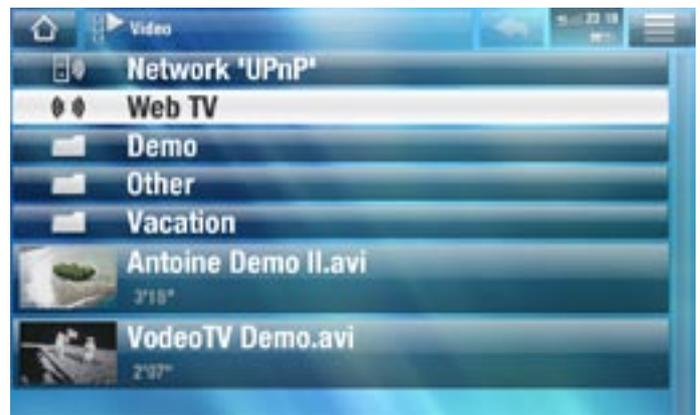 Video
Network 'UPnP'
Web TV
Demo
Other
Vacation
Antoine Demo II.avi
3'15"
VodeoTV Demo.avi
2'07"